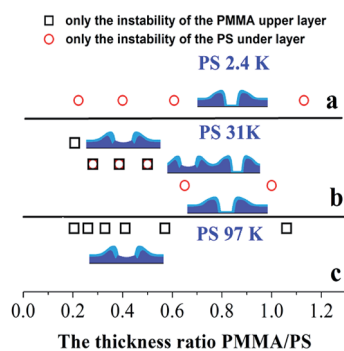 only the instability of the PMMA upper layer
only the instability of the PS under layer
PS 2.4 K
a
PS 31K
b
PS 97 K
c
0.0 0.2 0.4 0.6 0.8 1.0 1.2
The thickness ratio PMMA/PS